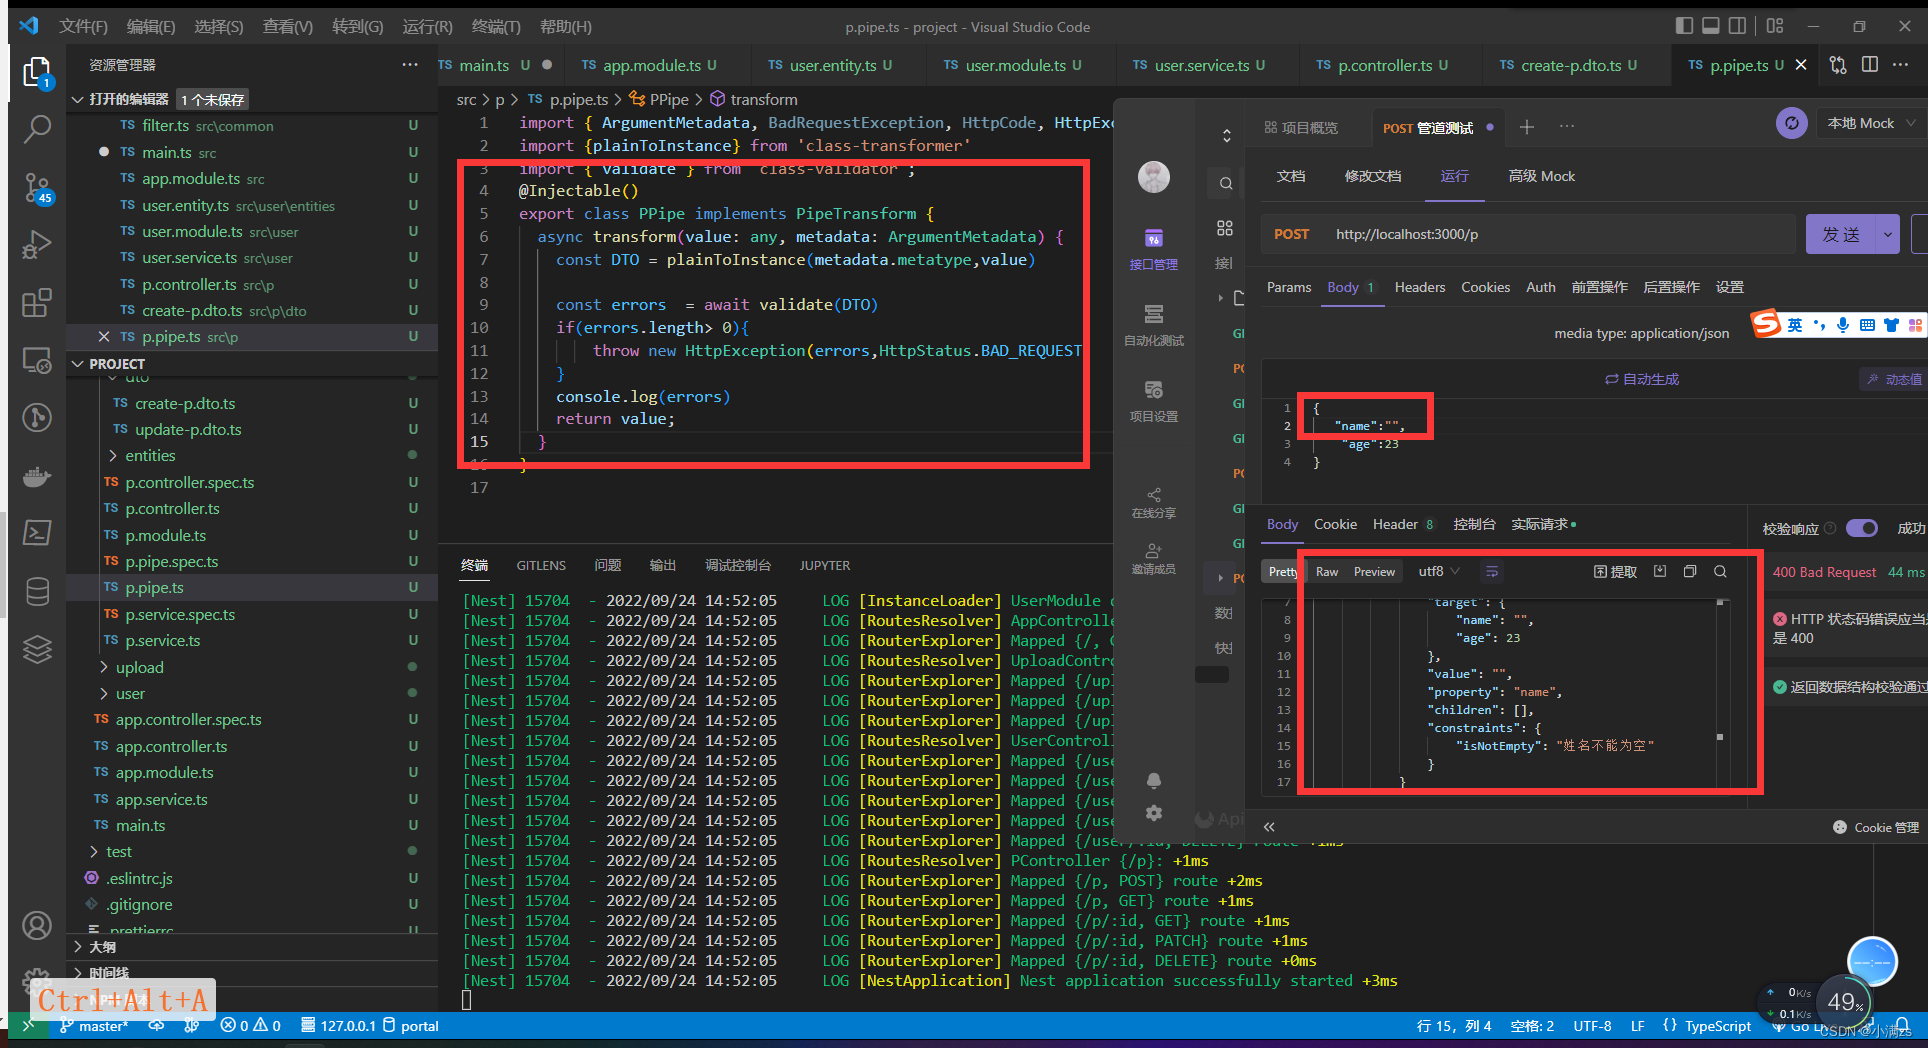 文件(F) 编辑(E) 选择(S) 查看(V) 转到(G) 运行(R) 终端(T) 帮助(H)
p.pipe.ts - project - Visual Studio Code
资源管理器
打开的编辑器 1 个未保存
TS filter.ts src\common U
TS main.ts src U
TS app.module.ts src U
TS user.entity.ts src\user\entities U
TS user.module.ts src\user U
TS user.service.ts src\user U
TS p.controller.ts src\p U
TS create-p.dto.ts src\p\dto U
TS p.pipe.ts src\p U
PROJECT
dto
TS create-p.dto.ts U
TS update-p.dto.ts U
entities
TS p.controller.spec.ts U
TS p.controller.ts U
TS p.module.ts U
TS p.pipe.spec.ts U
TS p.pipe.ts U
TS p.service.spec.ts U
TS p.service.ts U
upload
user
TS app.controller.spec.ts U
TS app.controller.ts U
TS app.module.ts U
TS app.service.ts U
TS main.ts U
test
.eslintrc.js U
.gitignore U
.prettierrc U
大纲
时间线
Ctrl+Alt+A
1
45
TS main.ts U
TS app.module.ts U
TS user.entity.ts U
TS user.module.ts U
TS user.service.ts U
TS p.controller.ts U
TS create-p.dto.ts U
TS p.pipe.ts U
src > p > TS p.pipe.ts > PPipe > transform
1 import { ArgumentMetadata, BadRequestException, HttpCode, HttpExc
2 import {plainToInstance} from 'class-transformer'
3 import { validate } from 'class-validator';
4 @Injectable()
5 export class PPipe implements PipeTransform {
6 async transform(value: any, metadata: ArgumentMetadata) {
7 const DTO = plainToInstance(metadata.metatype,value)
8
9 const errors = await validate(DTO)
10 if(errors.length> 0){
11 throw new HttpException(errors,HttpStatus.BAD_REQUEST
12 }
13 console.log(errors)
14 return value;
15 }
16 }
17
终端 GITLENS 问题 输出 调试控制台 JUPYTER
[Nest] 15704 - 2022/09/24 14:52:05 LOG [InstanceLoader] UserModule
[Nest] 15704 - 2022/09/24 14:52:05 LOG [RoutesResolver] AppControlle
[Nest] 15704 - 2022/09/24 14:52:05 LOG [RouterExplorer] Mapped {/,
[Nest] 15704 - 2022/09/24 14:52:05 LOG [RoutesResolver] UploadContro
[Nest] 15704 - 2022/09/24 14:52:05 LOG [RouterExplorer] Mapped {/upl
[Nest] 15704 - 2022/09/24 14:52:05 LOG [RouterExplorer] Mapped {/upl
[Nest] 15704 - 2022/09/24 14:52:05 LOG [RouterExplorer] Mapped {/upl
[Nest] 15704 - 2022/09/24 14:52:05 LOG [RoutesResolver] UserControll
[Nest] 15704 - 2022/09/24 14:52:05 LOG [RouterExplorer] Mapped {/use
[Nest] 15704 - 2022/09/24 14:52:05 LOG [RouterExplorer] Mapped {/use
[Nest] 15704 - 2022/09/24 14:52:05 LOG [RouterExplorer] Mapped {/use
[Nest] 15704 - 2022/09/24 14:52:05 LOG [RouterExplorer] Mapped {/use
[Nest] 15704 - 2022/09/24 14:52:05 LOG [RouterExplorer] Mapped {/user/:id, DELETE} route +1ms
[Nest] 15704 - 2022/09/24 14:52:05 LOG [RoutesResolver] PController {/p}: +1ms
[Nest] 15704 - 2022/09/24 14:52:05 LOG [RouterExplorer] Mapped {/p, POST} route +2ms
[Nest] 15704 - 2022/09/24 14:52:05 LOG [RouterExplorer] Mapped {/p, GET} route +1ms
[Nest] 15704 - 2022/09/24 14:52:05 LOG [RouterExplorer] Mapped {/p/:id, GET} route +1ms
[Nest] 15704 - 2022/09/24 14:52:05 LOG [RouterExplorer] Mapped {/p/:id, PATCH} route +1ms
[Nest] 15704 - 2022/09/24 14:52:05 LOG [RouterExplorer] Mapped {/p/:id, DELETE} route +0ms
[Nest] 15704 - 2022/09/24 14:52:05 LOG [NestApplication] Nest application successfully started +3ms
接口管理
自动化测试
项目设置
在线分享
邀请成员
项目概览
POST 管道测试
本地 Mock
文档 修改文档 运行 高级 Mock
POST http://localhost:3000/p
发 送
Params Body 1 Headers Cookies Auth 前置操作 后置操作 设置
media type: application/json
英
自动生成
动态值
1 {
2 "name":"",
3 "age":23
4 }
Body Cookie Header 8 控制台 实际请求
校验响应 成功
Pretty Raw Preview utf8 提取
400 Bad Request 44 ms
HTTP 状态码错误应当
是 400
返回数据结构校验通过
7 "target": {
8 "name": "",
9 "age": 23
10 },
11 "value": "",
12 "property": "name",
13 "children": [],
14 "constraints": {
15 "isNotEmpty": "姓名不能为空"
16 }
17 }
Api
Cookie 管理
0K/s
0.1K/s
49%
master* 0 0 127.0.0.1 portal
行 15，列 4 空格: 2 UTF-8 LF {} TypeScript
CSDN @小满zs